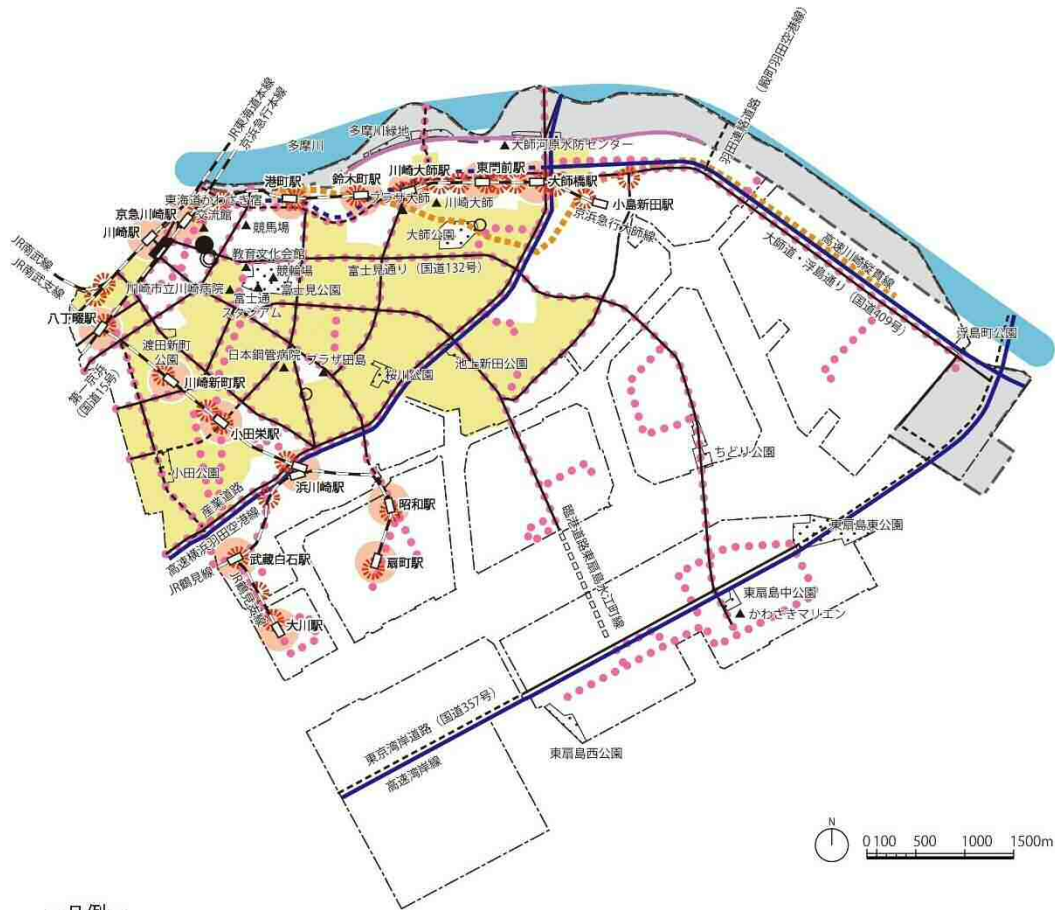 羽田連絡道路（殿町羽田空港線）
JR東海道本線
京浜急行本線
多摩川
多摩川緑地
大師河原水防センター
川崎大師駅
東門前駅
大師橋駅
鈴木町駅
港町駅
東海道かわさき宿
交流館
プラザ大師
川崎大師
小島新田駅
京浜急行大師線
京急川崎駅
川崎駅
競馬場
大師公園
高速川崎縦貫線
大師道・浮島通り（国道409号）
JR南武線
JR南武支線
教育文化会館
競輪場
富士見通り（国道132号）
川崎市立川崎病院
富士見公園
富士通
スタジアム
八丁畷駅
浮島町公園
渡田新町
公園
日本鋼管病院
プラザ田島
池上新田公園
桜川公園
第一京浜
（国道15号）
川崎新町駅
小田栄駅
ちどり公園
小田公園
浜川崎駅
産業道路
昭和駅
高速横浜羽田空港線
東扇島東公園
JR鶴見線
武蔵白石駅
扇町駅
臨港道路東扇島水江町線
JR鶴見支線
東扇島中公園
かわさきマリエン
大川駅
東京湾岸道路（国道357号）
高速湾岸線
東扇島西公園
N
0 100 500 1000 1500m
凡例